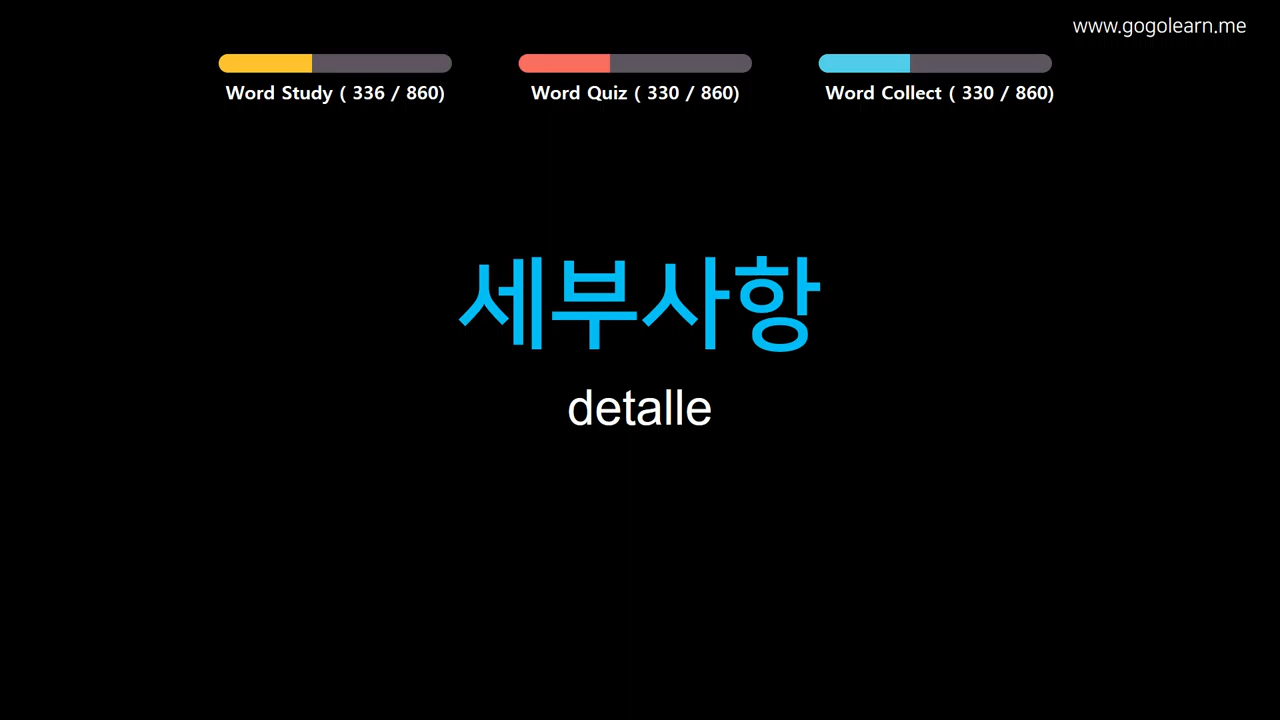 www.gogolearn.me
Word Study ( 336 / 860)
Word Quiz ( 330 / 860)
Word Collect ( 330 / 860)
세부사항
detalle